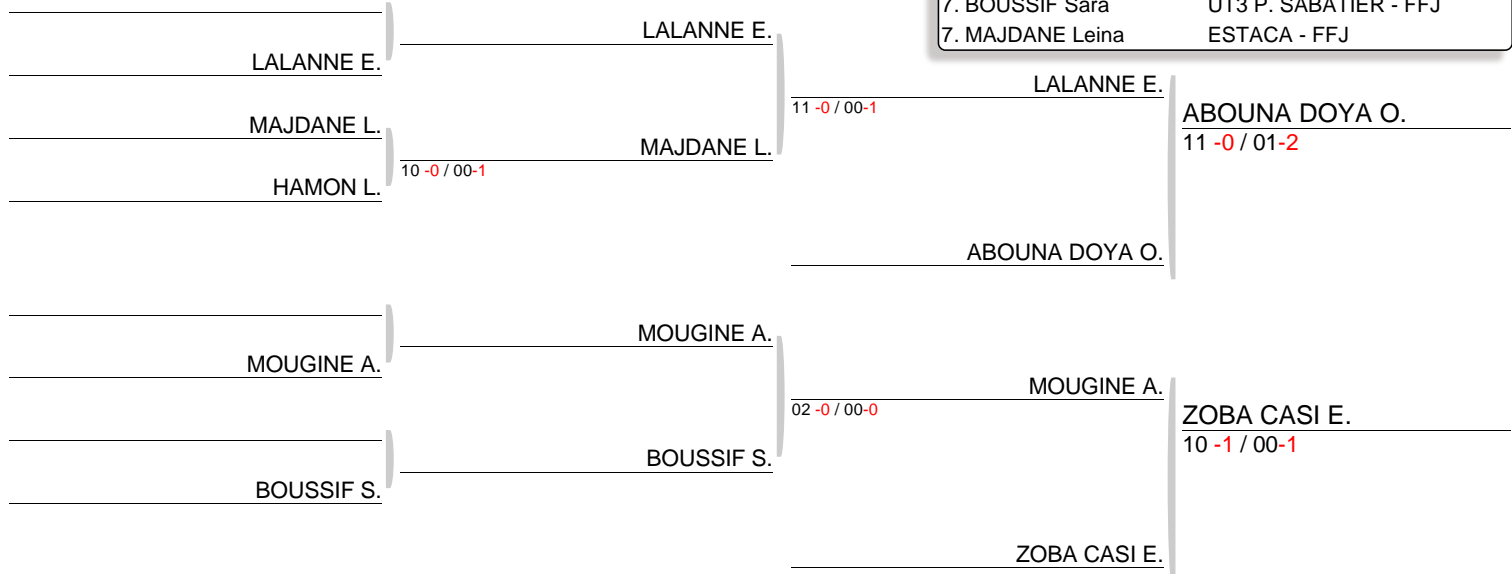 7. BOUSSIF Sara UT3 P. SABATIER - FFJ
7. MAJDANE Leina ESTACA - FFJ
LALANNE E.
LALANNE E.
LALANNE E.
11 -0 / 00-1
ABOUNA DOYA O.
11 -0 / 01-2
MAJDANE L.
MAJDANE L.
10 -0 / 00-1
HAMON L.
ABOUNA DOYA O.
MOUGINE A.
MOUGINE A.
MOUGINE A.
02 -0 / 00-0
ZOBA CASI E.
10 -1 / 00-1
BOUSSIF S.
BOUSSIF S.
ZOBA CASI E.